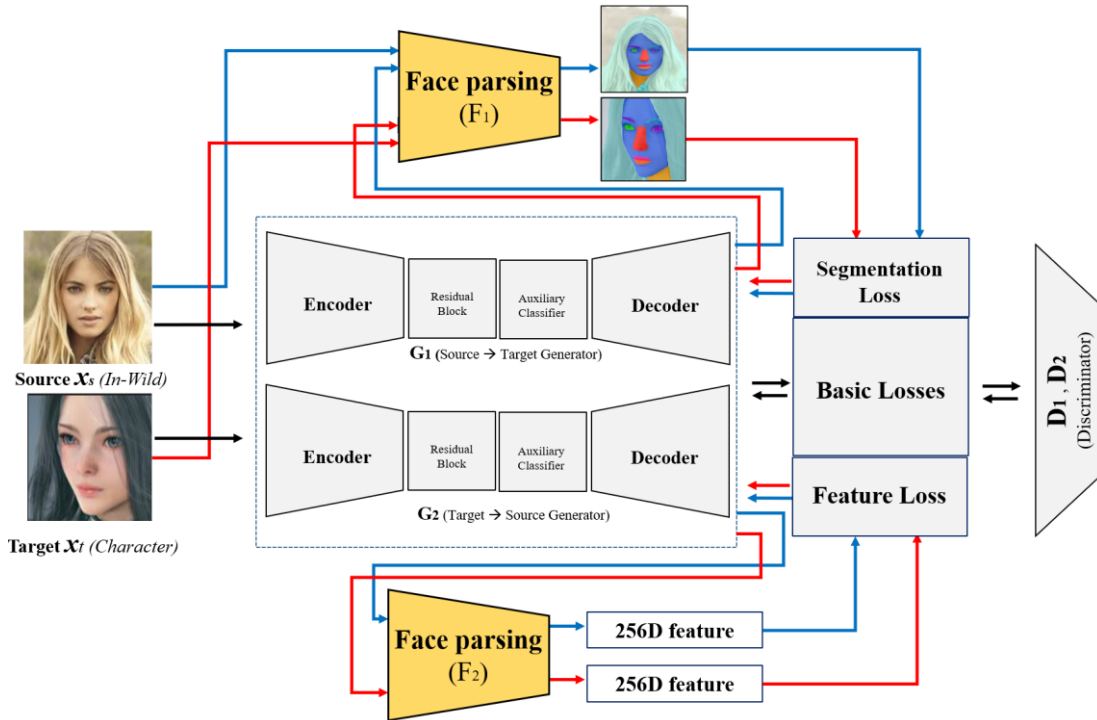 Face parsing
(F₁)
Source xₛ (In-Wild)
Target xₜ (Character)
Encoder
Residual
Block
Auxiliary
Classifier
Decoder
G₁ (Source → Target Generator)
Encoder
Residual
Block
Auxiliary
Classifier
Decoder
G₂ (Target → Source Generator)
Segmentation
Loss
Basic Losses
Feature Loss
D₁ , D₂
(Discriminator)
Face parsing
(F₂)
256D feature
256D feature